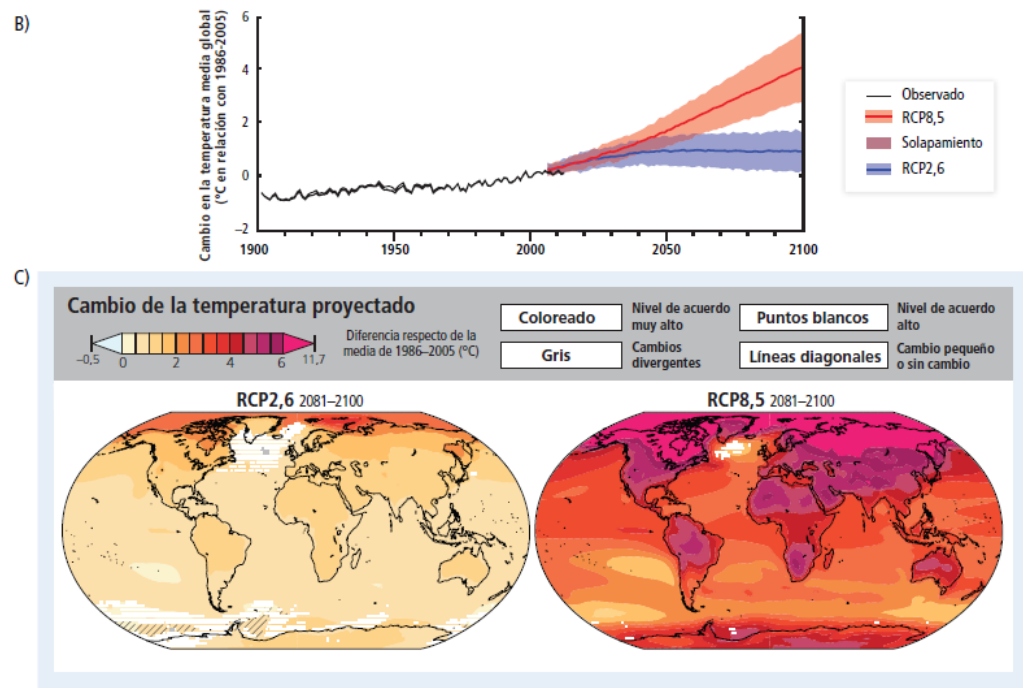 B)
Cambio en la temperatura media global
(ºC en relación con 1986-2005)
6
4
2
0
−2
1900
1950
2000
2050
2100
Observado
RCP8,5
Solapamiento
RCP2,6
C)
Cambio de la temperatura proyectado
−0,5
0
2
4
6
11,7
Diferencia respecto de la
media de 1986–2005 (ºC)
Coloreado
Nivel de acuerdo
muy alto
Puntos blancos
Nivel de acuerdo
alto
Gris
Cambios
divergentes
Líneas diagonales
Cambio pequeño
o sin cambio
RCP2,6 2081–2100
RCP8,5 2081–2100